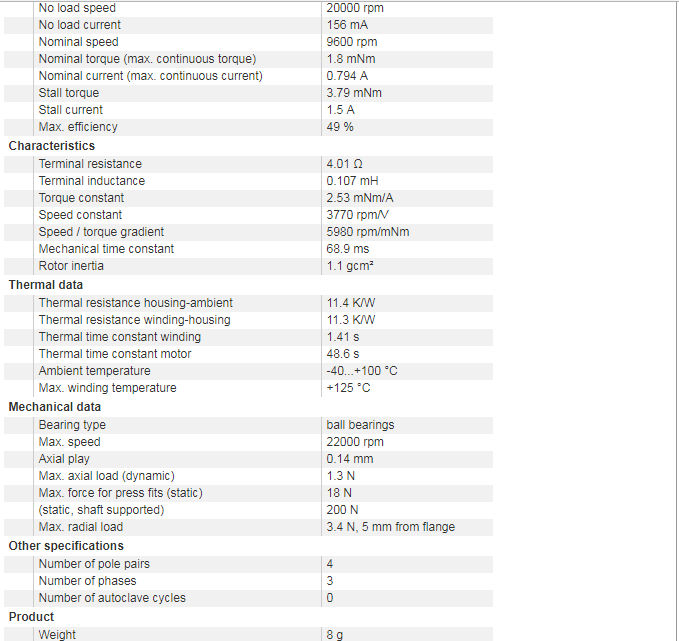 No load speed 20000 rpm
No load current 156 mA
Nominal speed 9600 rpm
Nominal torque (max. continuous torque) 1.8 mNm
Nominal current (max. continuous current) 0.794 A
Stall torque 3.79 mNm
Stall current 1.5 A
Max. efficiency 49 %
Characteristics
Terminal resistance 4.01 Ω
Terminal inductance 0.107 mH
Torque constant 2.53 mNm/A
Speed constant 3770 rpm/V
Speed / torque gradient 5980 rpm/mNm
Mechanical time constant 68.9 ms
Rotor inertia 1.1 gcm²
Thermal data
Thermal resistance housing-ambient 11.4 K/W
Thermal resistance winding-housing 11.3 K/W
Thermal time constant winding 1.41 s
Thermal time constant motor 48.6 s
Ambient temperature -40...+100 °C
Max. winding temperature +125 °C
Mechanical data
Bearing type ball bearings
Max. speed 22000 rpm
Axial play 0.14 mm
Max. axial load (dynamic) 1.3 N
Max. force for press fits (static) 18 N
(static, shaft supported) 200 N
Max. radial load 3.4 N, 5 mm from flange
Other specifications
Number of pole pairs 4
Number of phases 3
Number of autoclave cycles 0
Product
Weight 8 g